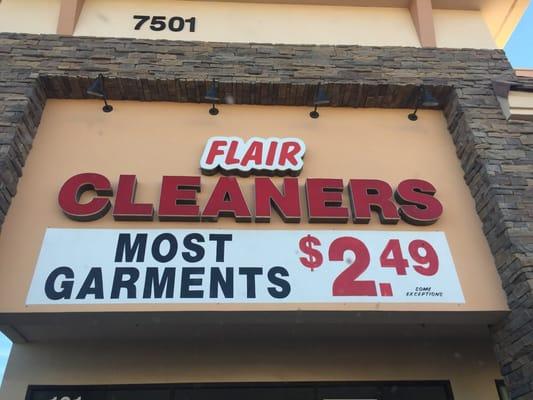 7501
FLAIR
CLEANERS
MOST
GARMENTS
$2.49
SOME
EXCEPTIONS